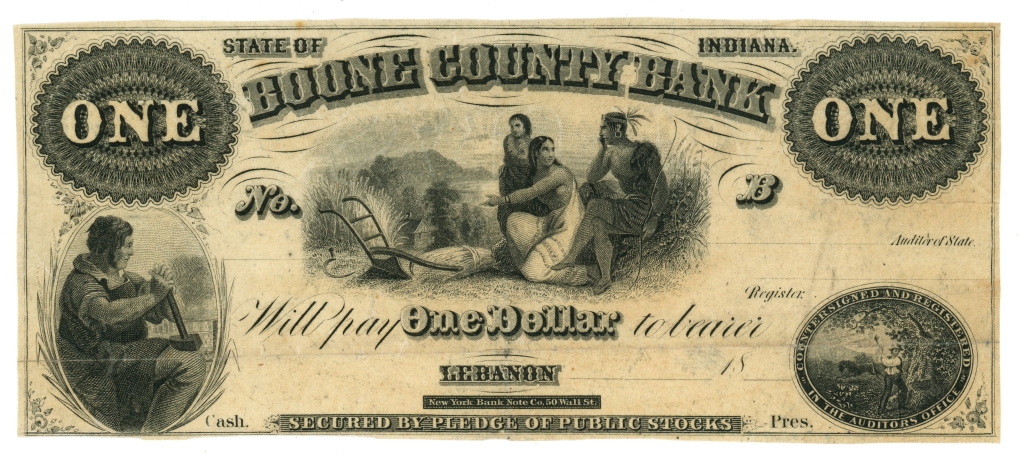 STATE OF INDIANA.
BOONE COUNTY BANK
ONE ONE
No. B
Auditor of State.
Register.
Will pay One Dollar to bearer
LEBANON 18
New York Bank Note Co. 50 Wall St.
Cash. SECURED BY PLEDGE OF PUBLIC STOCKS Pres.
COUNTERSIGNED AND REGISTERED
IN THE AUDITORS OFFICE